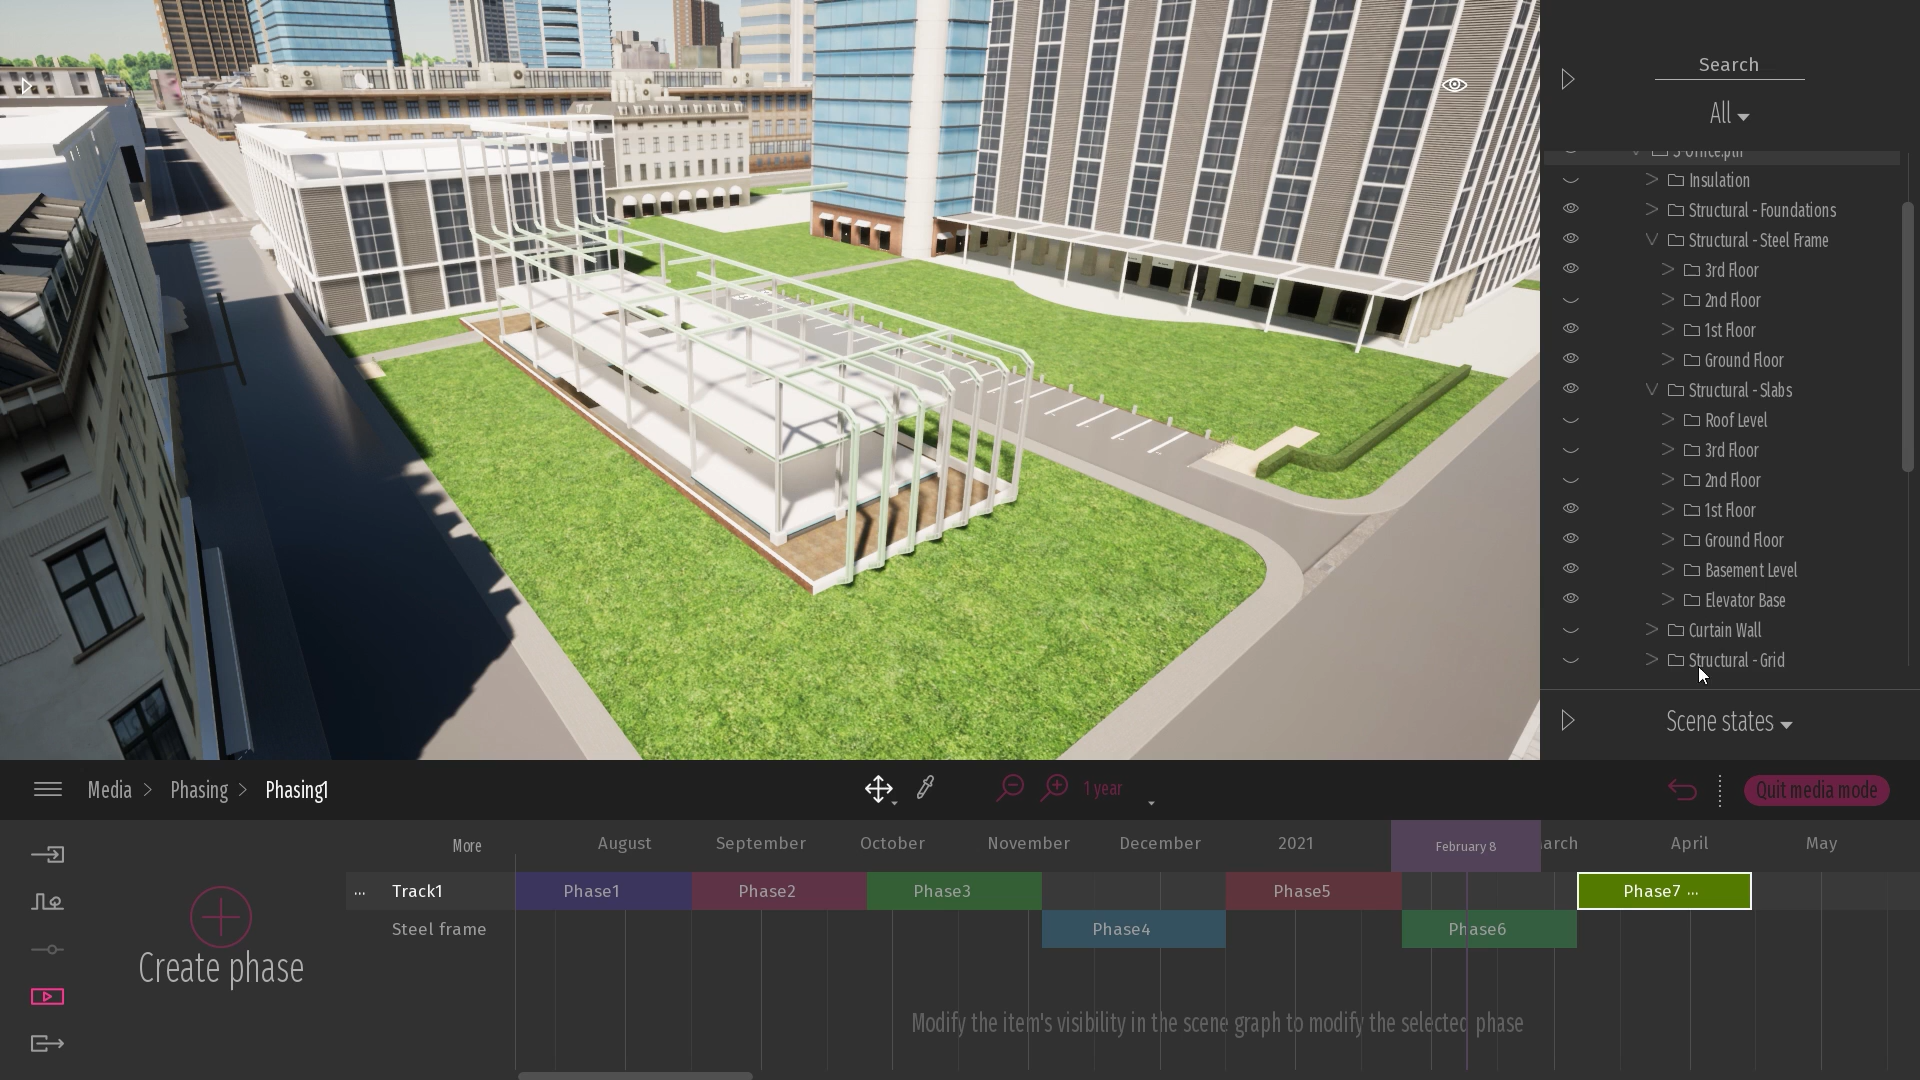 Search
All
3-Office.pln
Insulation
Structural - Foundations
Structural - Steel Frame
3rd Floor
2nd Floor
1st Floor
Ground Floor
Structural - Slabs
Roof Level
3rd Floor
2nd Floor
1st Floor
Ground Floor
Basement Level
Elevator Base
Curtain Wall
Structural - Grid
Scene states
Media > Phasing > Phasing1
1 year
Quit media mode
More
August September October November December 2021 February 8 arch April May
... Track1 Phase1 Phase2 Phase3 Phase5 Phase7 ...
Steel frame Phase4 Phase6
Create phase
Modify the item's visibility in the scene graph to modify the selected phase